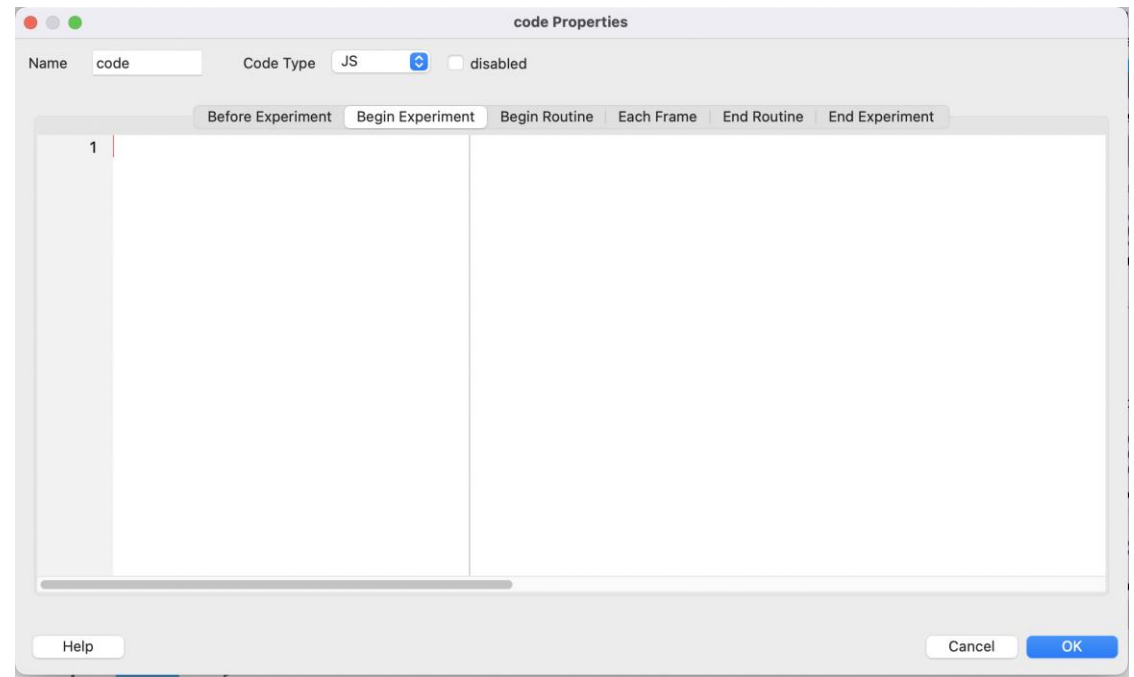 code Properties
Name code Code Type JS disabled
Before Experiment Begin Experiment Begin Routine Each Frame End Routine End Experiment
1
Help Cancel OK